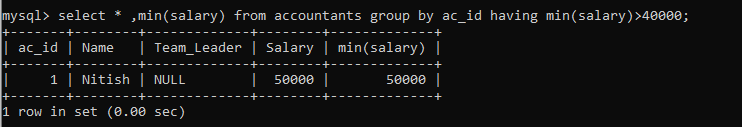 mysql> select * ,min(salary) from accountants group by ac_id having min(salary)>40000;
+-------+--------+-------------+--------+-------------+
| ac_id | Name   | Team_Leader | Salary | min(salary) |
+-------+--------+-------------+--------+-------------+
|     1 | Nitish | NULL        |  50000 |       50000 |
+-------+--------+-------------+--------+-------------+
1 row in set (0.00 sec)